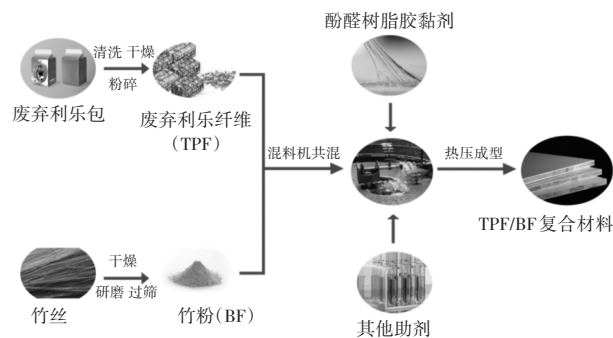 酚醛树脂胶黏剂
清洗 干燥
粉碎
废弃利乐包
废弃利乐纤维
（TPF）
混料机共混
热压成型
TPF/BF复合材料
干燥
研磨 过筛
竹丝
竹粉（BF）
其他助剂